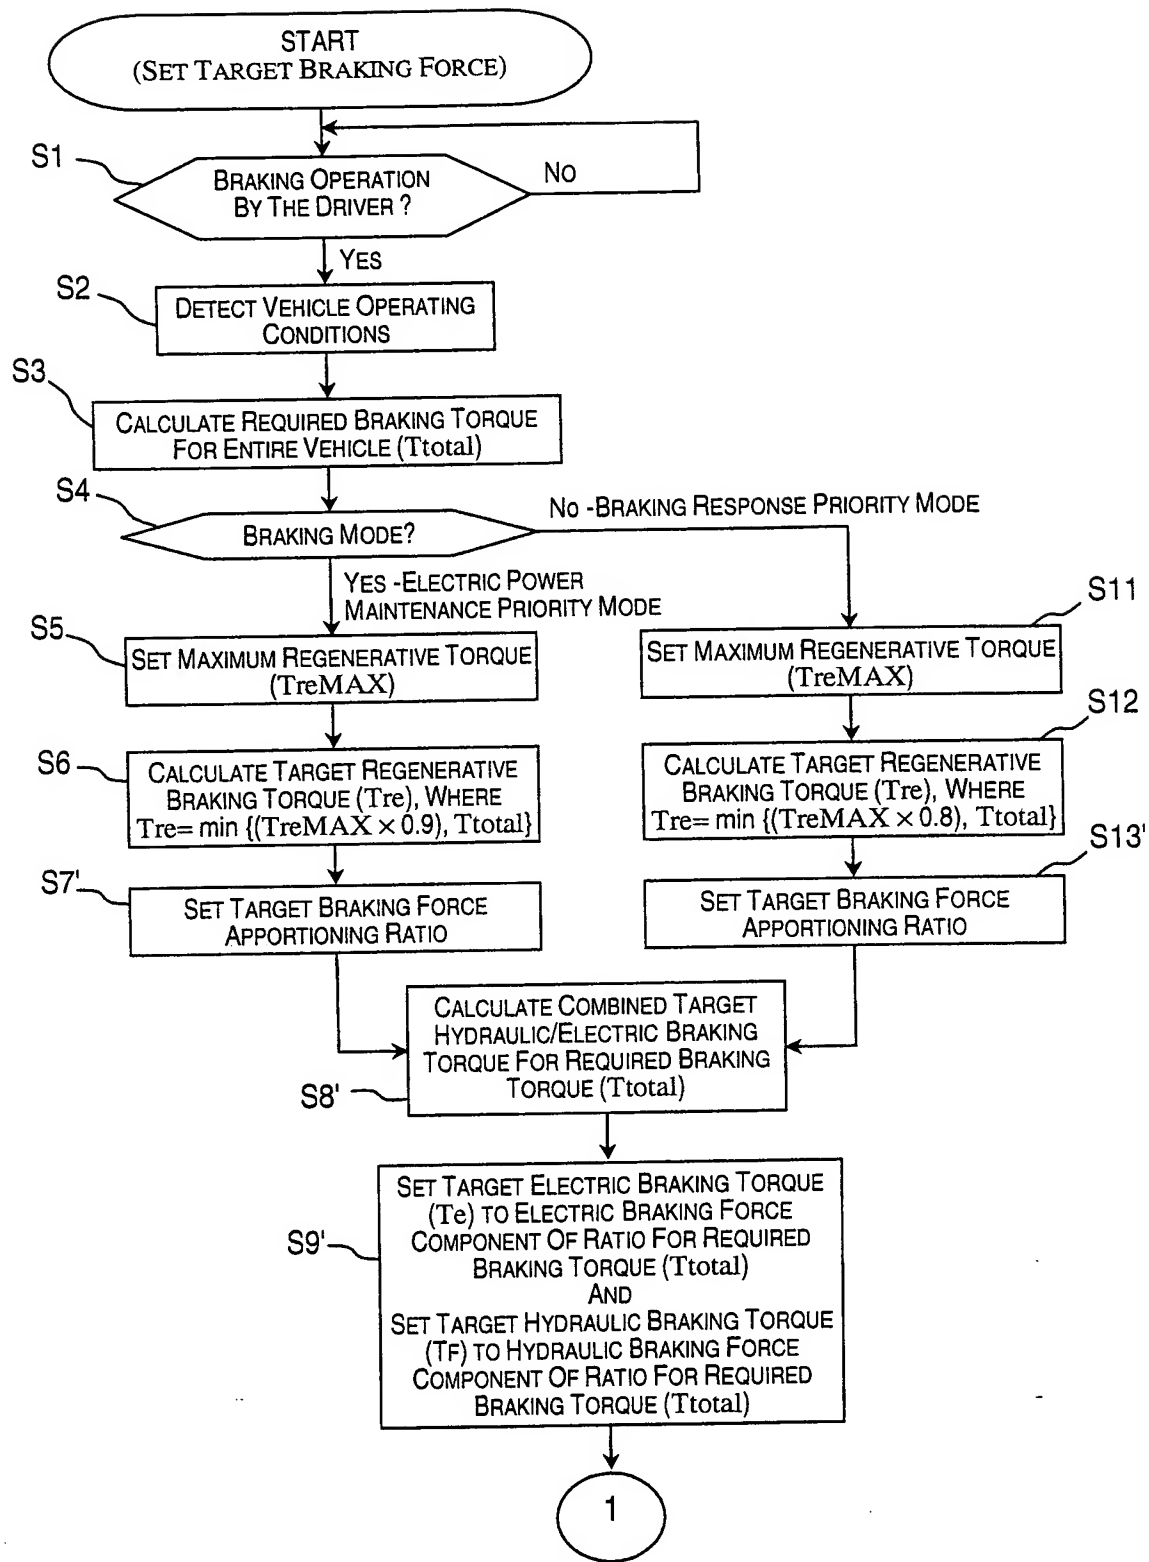 START
(SET TARGET BRAKING FORCE)
S1
BRAKING OPERATION
BY THE DRIVER ?
NO
YES
S2
DETECT VEHICLE OPERATING
CONDITIONS
S3
CALCULATE REQUIRED BRAKING TORQUE
FOR ENTIRE VEHICLE (Ttotal)
S4
BRAKING MODE?
NO -BRAKING RESPONSE PRIORITY MODE
YES -ELECTRIC POWER
MAINTENANCE PRIORITY MODE
S5
SET MAXIMUM REGENERATIVE TORQUE
(TreMAX)
S11
SET MAXIMUM REGENERATIVE TORQUE
(TreMAX)
S6
CALCULATE TARGET REGENERATIVE
BRAKING TORQUE (Tre), WHERE
Tre= min {(TreMAX × 0.9), Ttotal}
S12
CALCULATE TARGET REGENERATIVE
BRAKING TORQUE (Tre), WHERE
Tre= min {(TreMAX × 0.8), Ttotal}
S7'
SET TARGET BRAKING FORCE
APPORTIONING RATIO
S13'
SET TARGET BRAKING FORCE
APPORTIONING RATIO
S8'
CALCULATE COMBINED TARGET
HYDRAULIC/ELECTRIC BRAKING
TORQUE FOR REQUIRED BRAKING
TORQUE (Ttotal)
S9'
SET TARGET ELECTRIC BRAKING TORQUE
(Te) TO ELECTRIC BRAKING FORCE
COMPONENT OF RATIO FOR REQUIRED
BRAKING TORQUE (Ttotal)
AND
SET TARGET HYDRAULIC BRAKING TORQUE
(TF) TO HYDRAULIC BRAKING FORCE
COMPONENT OF RATIO FOR REQUIRED
BRAKING TORQUE (Ttotal)
1